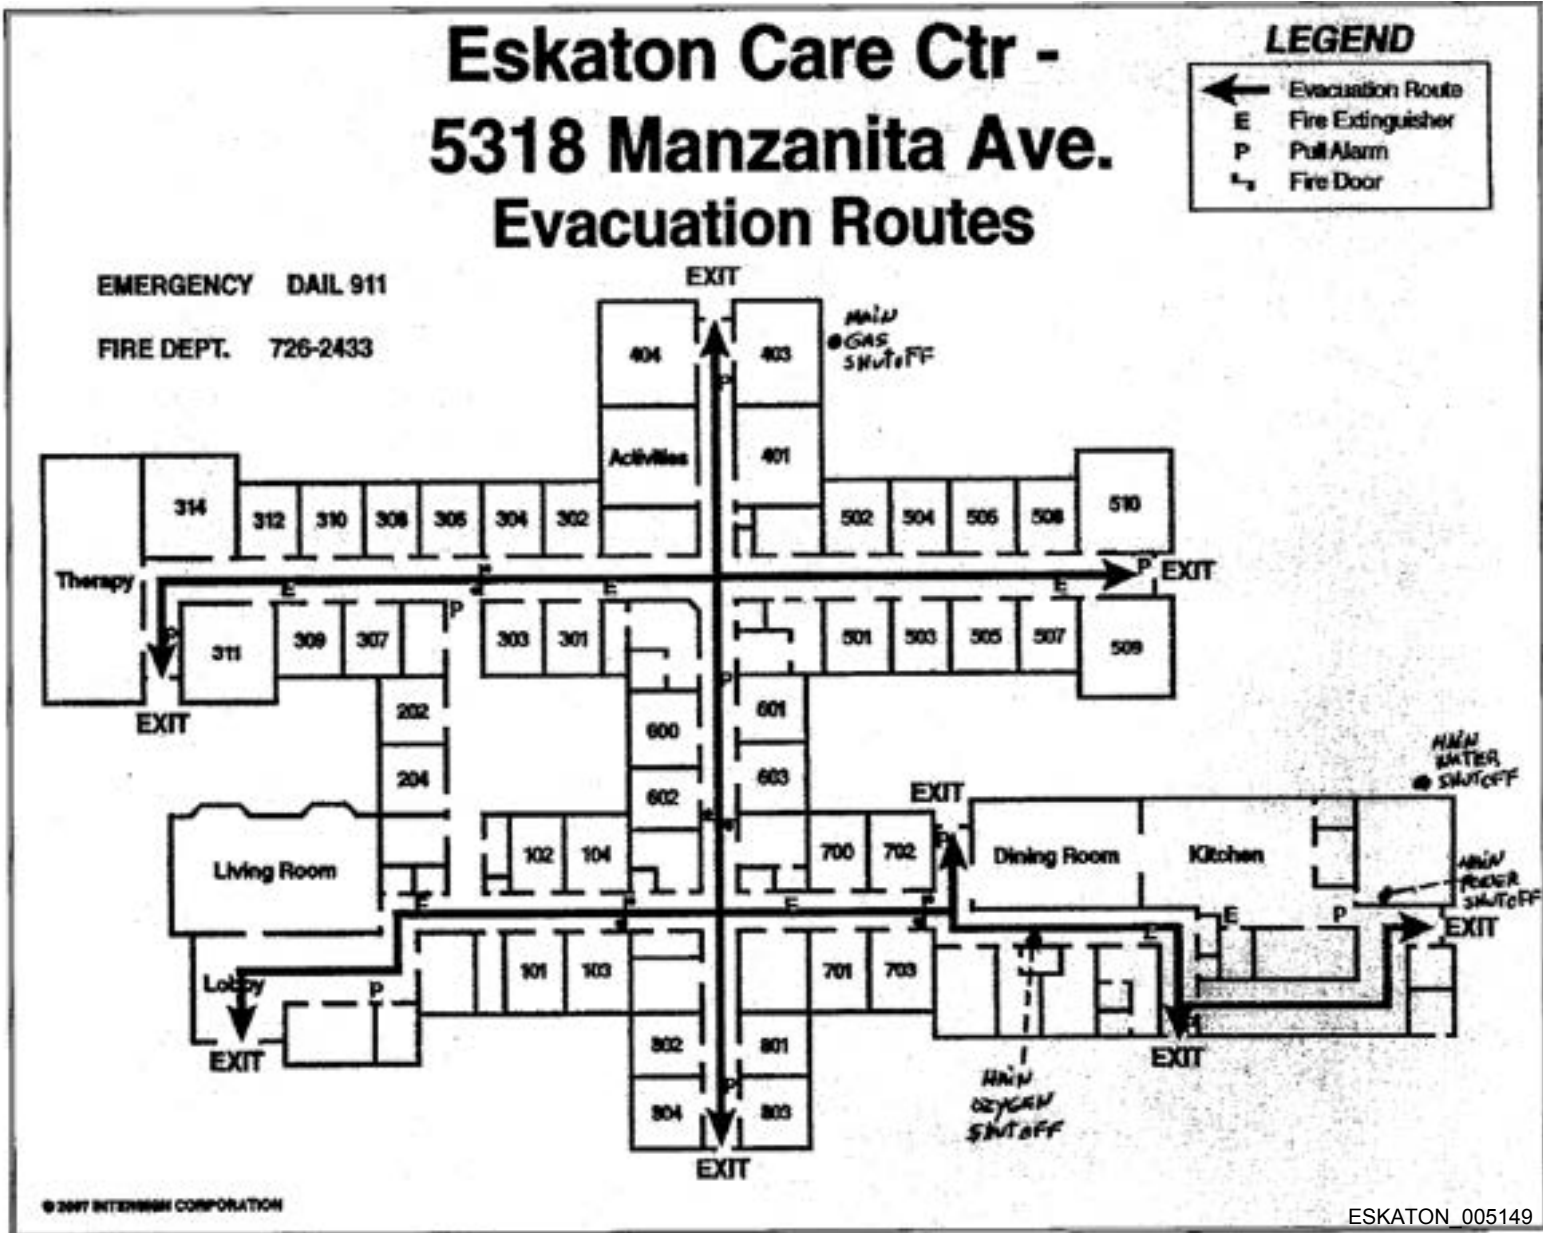 Eskaton Care Ctr -
5318 Manzanita Ave.
Evacuation Routes
LEGEND
Evacuation Route
E Fire Extinguisher
P Pull Alarm
Fire Door
EMERGENCY DAIL 911
FIRE DEPT. 726-2433
EXIT
404
403
MAIN
GAS
SHUTOFF
Activities
401
314
312
310
308
306
304
302
502
504
506
508
510
P
Therapy
E
E
E
P
EXIT
P
P
311
309
307
303
301
501
503
505
507
509
EXIT
P
202
204
600
602
601
603
MAIN
WATER
SHUTOFF
EXIT
P
Living Room
102
104
700
702
Dining Room
Kitchen
MAIN
POWER
SHUTOFF
E
E
E
E
P
EXIT
Lobby
P
101
103
701
703
EXIT
802
801
EXIT
804
P
803
MAIN
OZYGEN
SHUTOFF
EXIT
© 2007 CORPORATION
ESKATON_005149